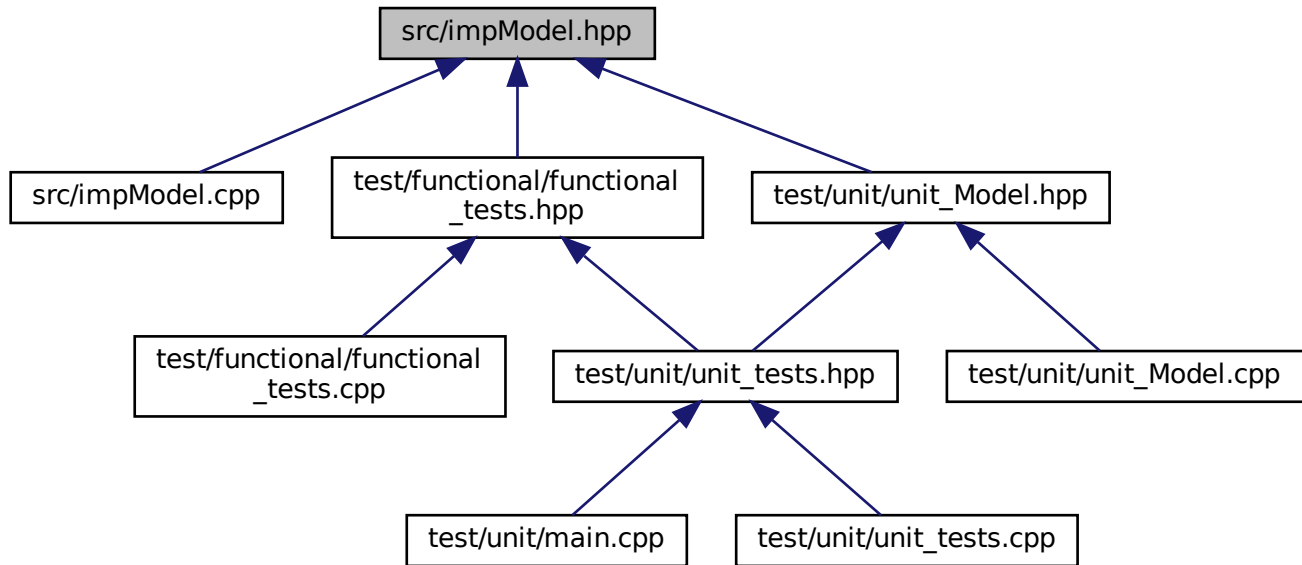 src/impModel.hpp
src/impModel.cpp
test/functional/functional
_tests.hpp
test/unit/unit_Model.hpp
test/functional/functional
_tests.cpp
test/unit/unit_tests.hpp
test/unit/unit_Model.cpp
test/unit/main.cpp
test/unit/unit_tests.cpp